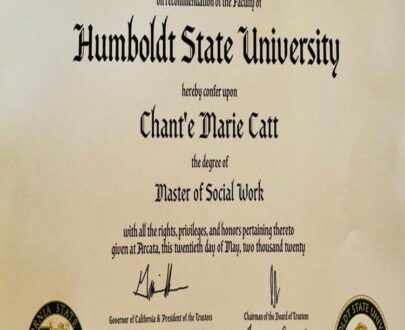 on recommendation of the Faculty of
Humboldt State University
hereby confer upon
Chant'e Marie Catt
the degree of
Master of Social Work
with all the rights, privileges, and honors pertaining thereto
given at Arcata, this twentieth day of May, two thousand twenty
Governor of California & President of the Trustees
Chairman of the Board of Trustees
STATE
STATE